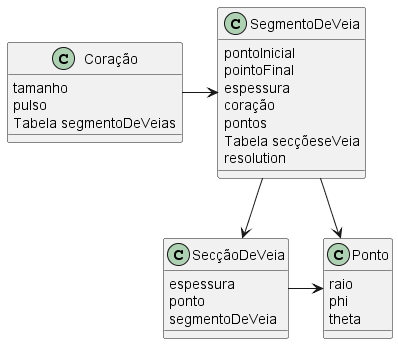 C Coração
tamanho
pulso
Tabela segmentoDeVeias
C SegmentoDeVeia
pontoInicial
pointoFinal
espessura
coração
pontos
Tabela secçõeseVeia
resolution
C SecçãoDeVeia
espessura
ponto
segmentoDeVeia
C Ponto
raio
phi
theta